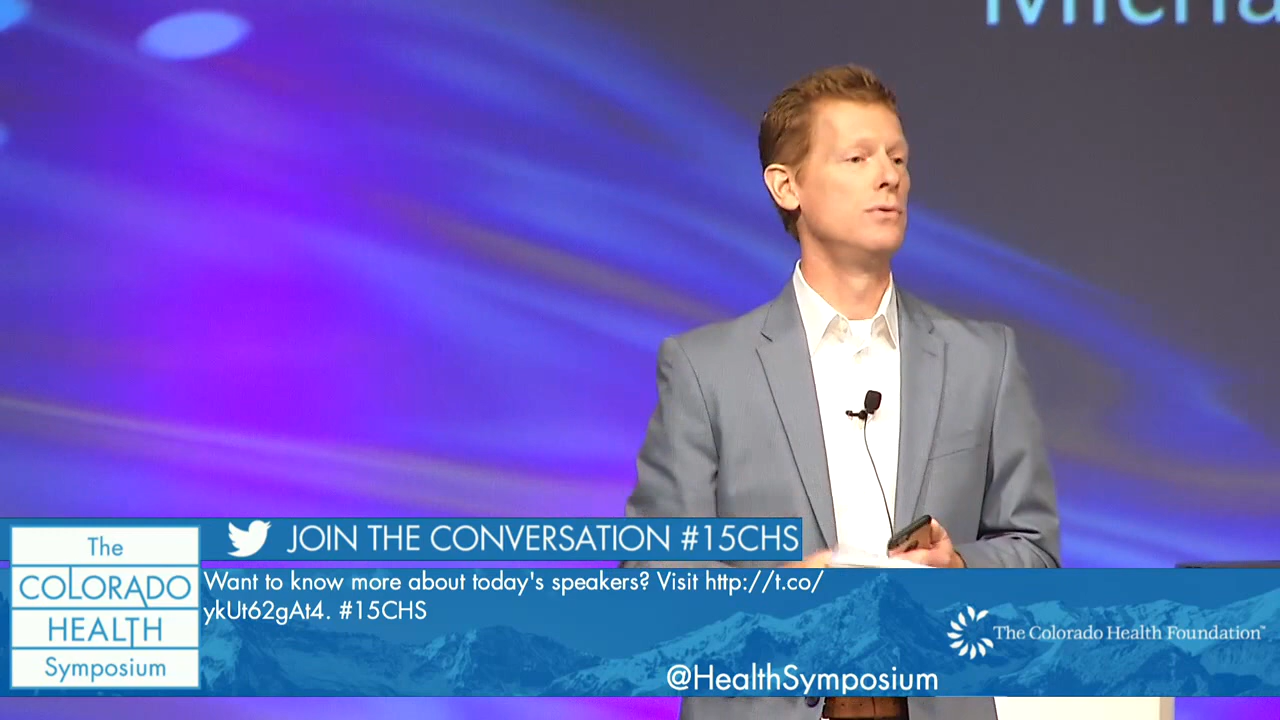 The
COLORADO
HEALTH
Symposium
JOIN THE CONVERSATION #15CHS
Want to know more about today's speakers? Visit http://t.co/
ykUt62gAt4. #15CHS
The Colorado Health Foundation™
@HealthSymposium